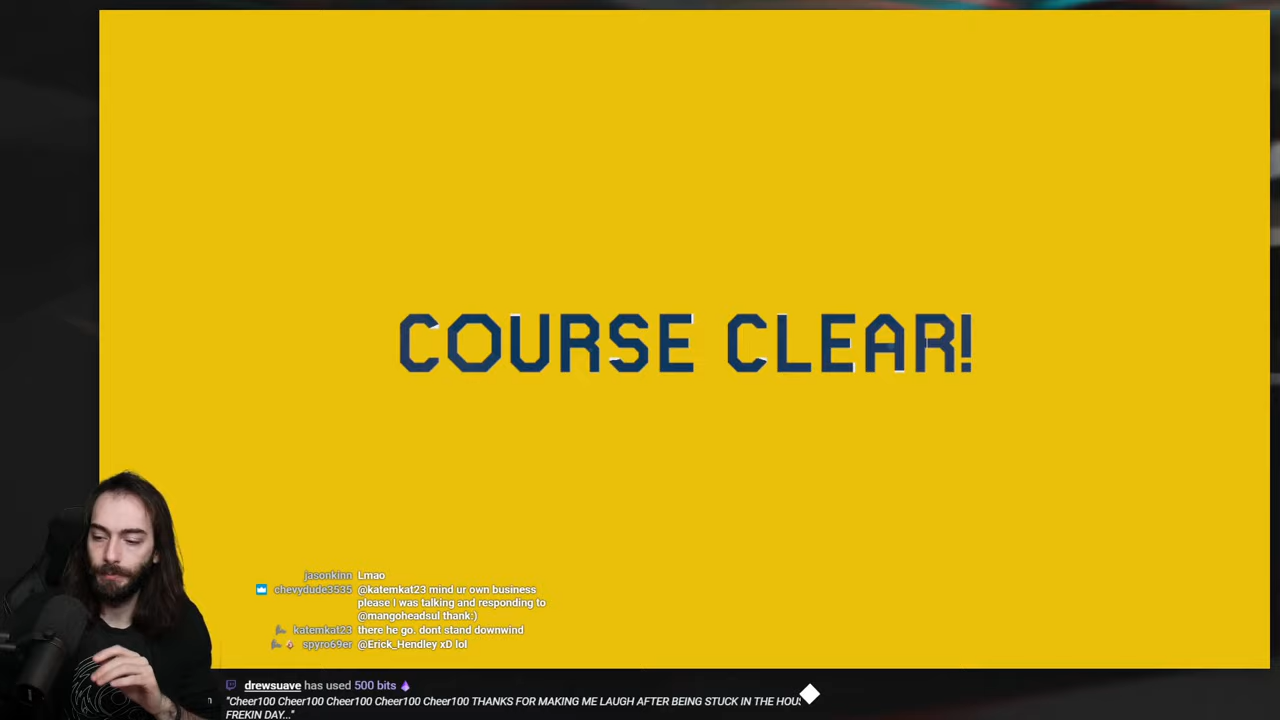 COURSE CLEAR!
jasonkinn Lmao
chevydude3535 @katemkat23 mind ur own business
please I was talking and responding to
@mangoheadsul thank:)
katemkat23 there he go. dont stand downwind
spyro69er @Erick_Hendley xD lol
drewsuave has used 500 bits
"Cheer100 Cheer100 Cheer100 Cheer100 Cheer100 THANKS FOR MAKING ME LAUGH AFTER BEING STUCK IN THE HOU
FREKIN DAY..."